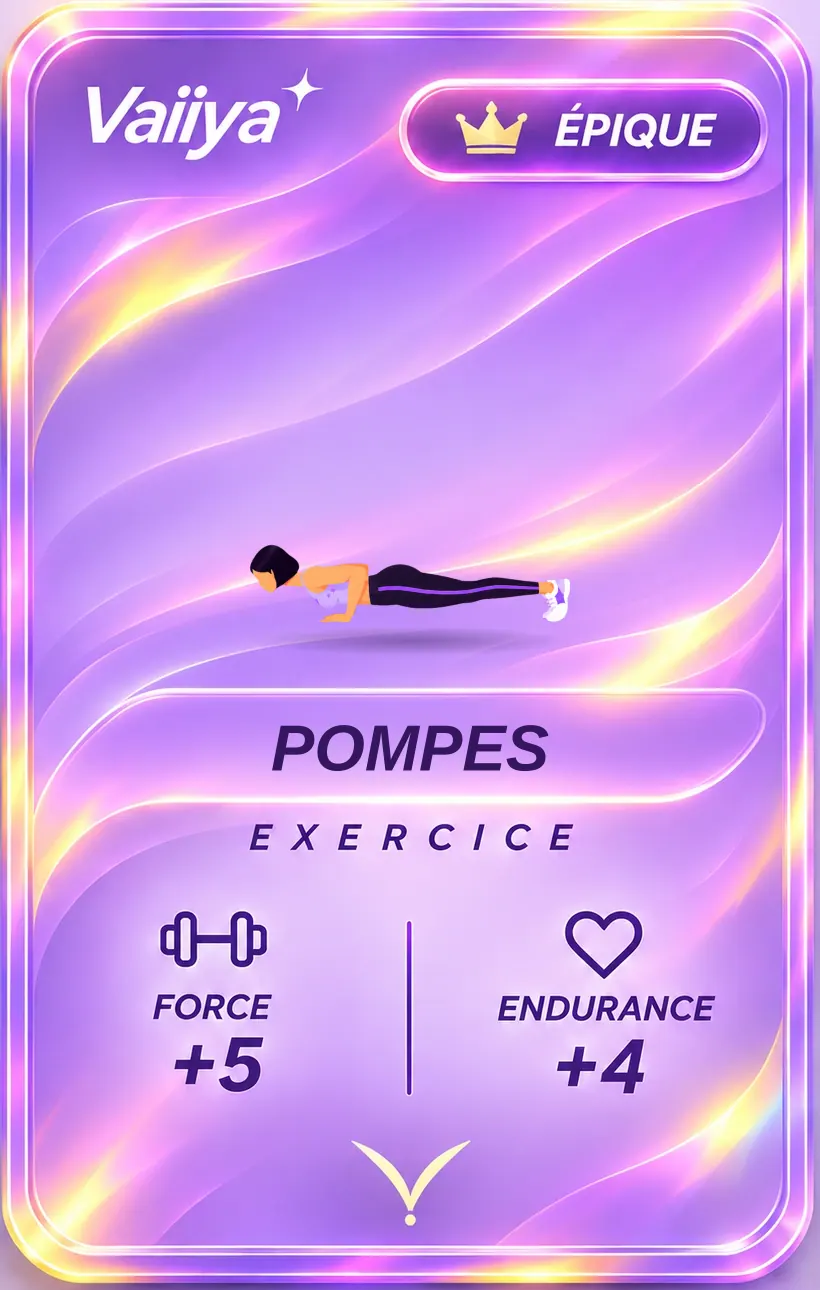 Vaiiya
ÉPIQUE
POMPES
EXERCICE
FORCE
+5
ENDURANCE
+4